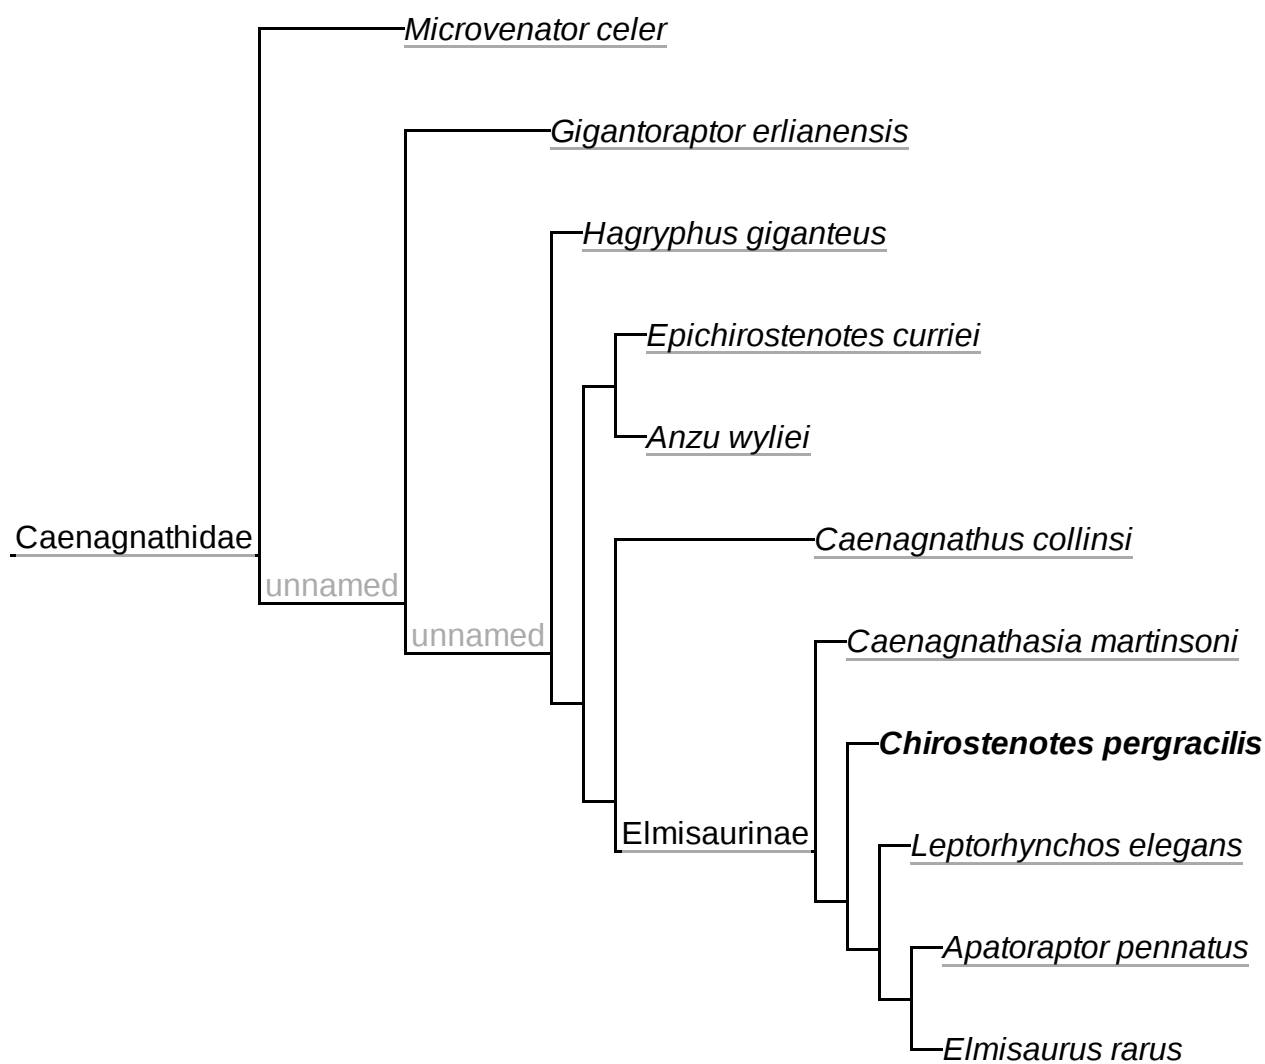 Microvenator celer
Gigantoraptor erlianensis
Hagryphus giganteus
Epichirostenotes curriei
Anzu wyliei
Caenagnathidae
Caenagnathus collinsi
unnamed
unnamed
Caenagnathasia martinsoni
Chirostenotes pergracilis
Elmisaurinae
Leptorhynchos elegans
Apatoraptor pennatus
Elmisaurus rarus